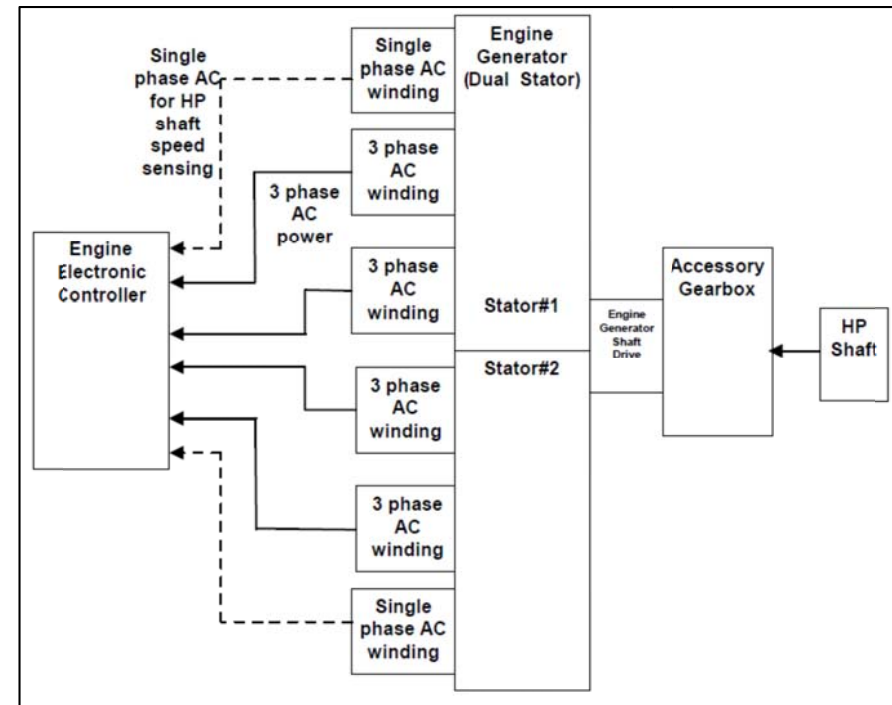 Single
phase AC
for HP
shaft
speed
sensing
Single
phase AC
winding
Engine
Generator
(Dual Stator)
3 phase
AC
winding
3 phase
AC
power
Engine
Electronic
Controller
3 phase
AC
winding
Stator#1
Engine
Generator
Shaft
Drive
Accessory
Gearbox
HP
Shaft
Stator#2
3 phase
AC
winding
3 phase
AC
winding
Single
phase AC
winding